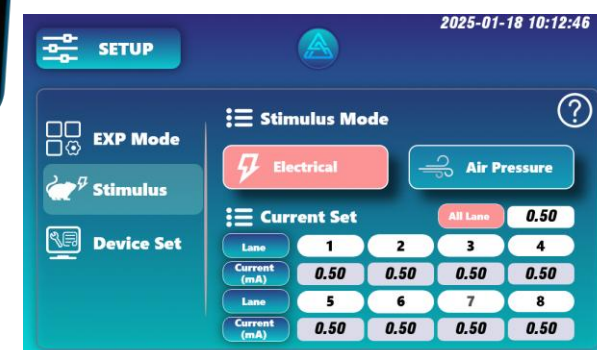 2025-01-18 10:12:46
SETUP
EXP Mode
Stimulus
Device Set
Stimulus Mode
?
Electrical
Air Pressure
Current Set
All Lane 0.50
Lane 1 2 3 4
Current (mA) 0.50 0.50 0.50 0.50
Lane 5 6 7 8
Current (mA) 0.50 0.50 0.50 0.50